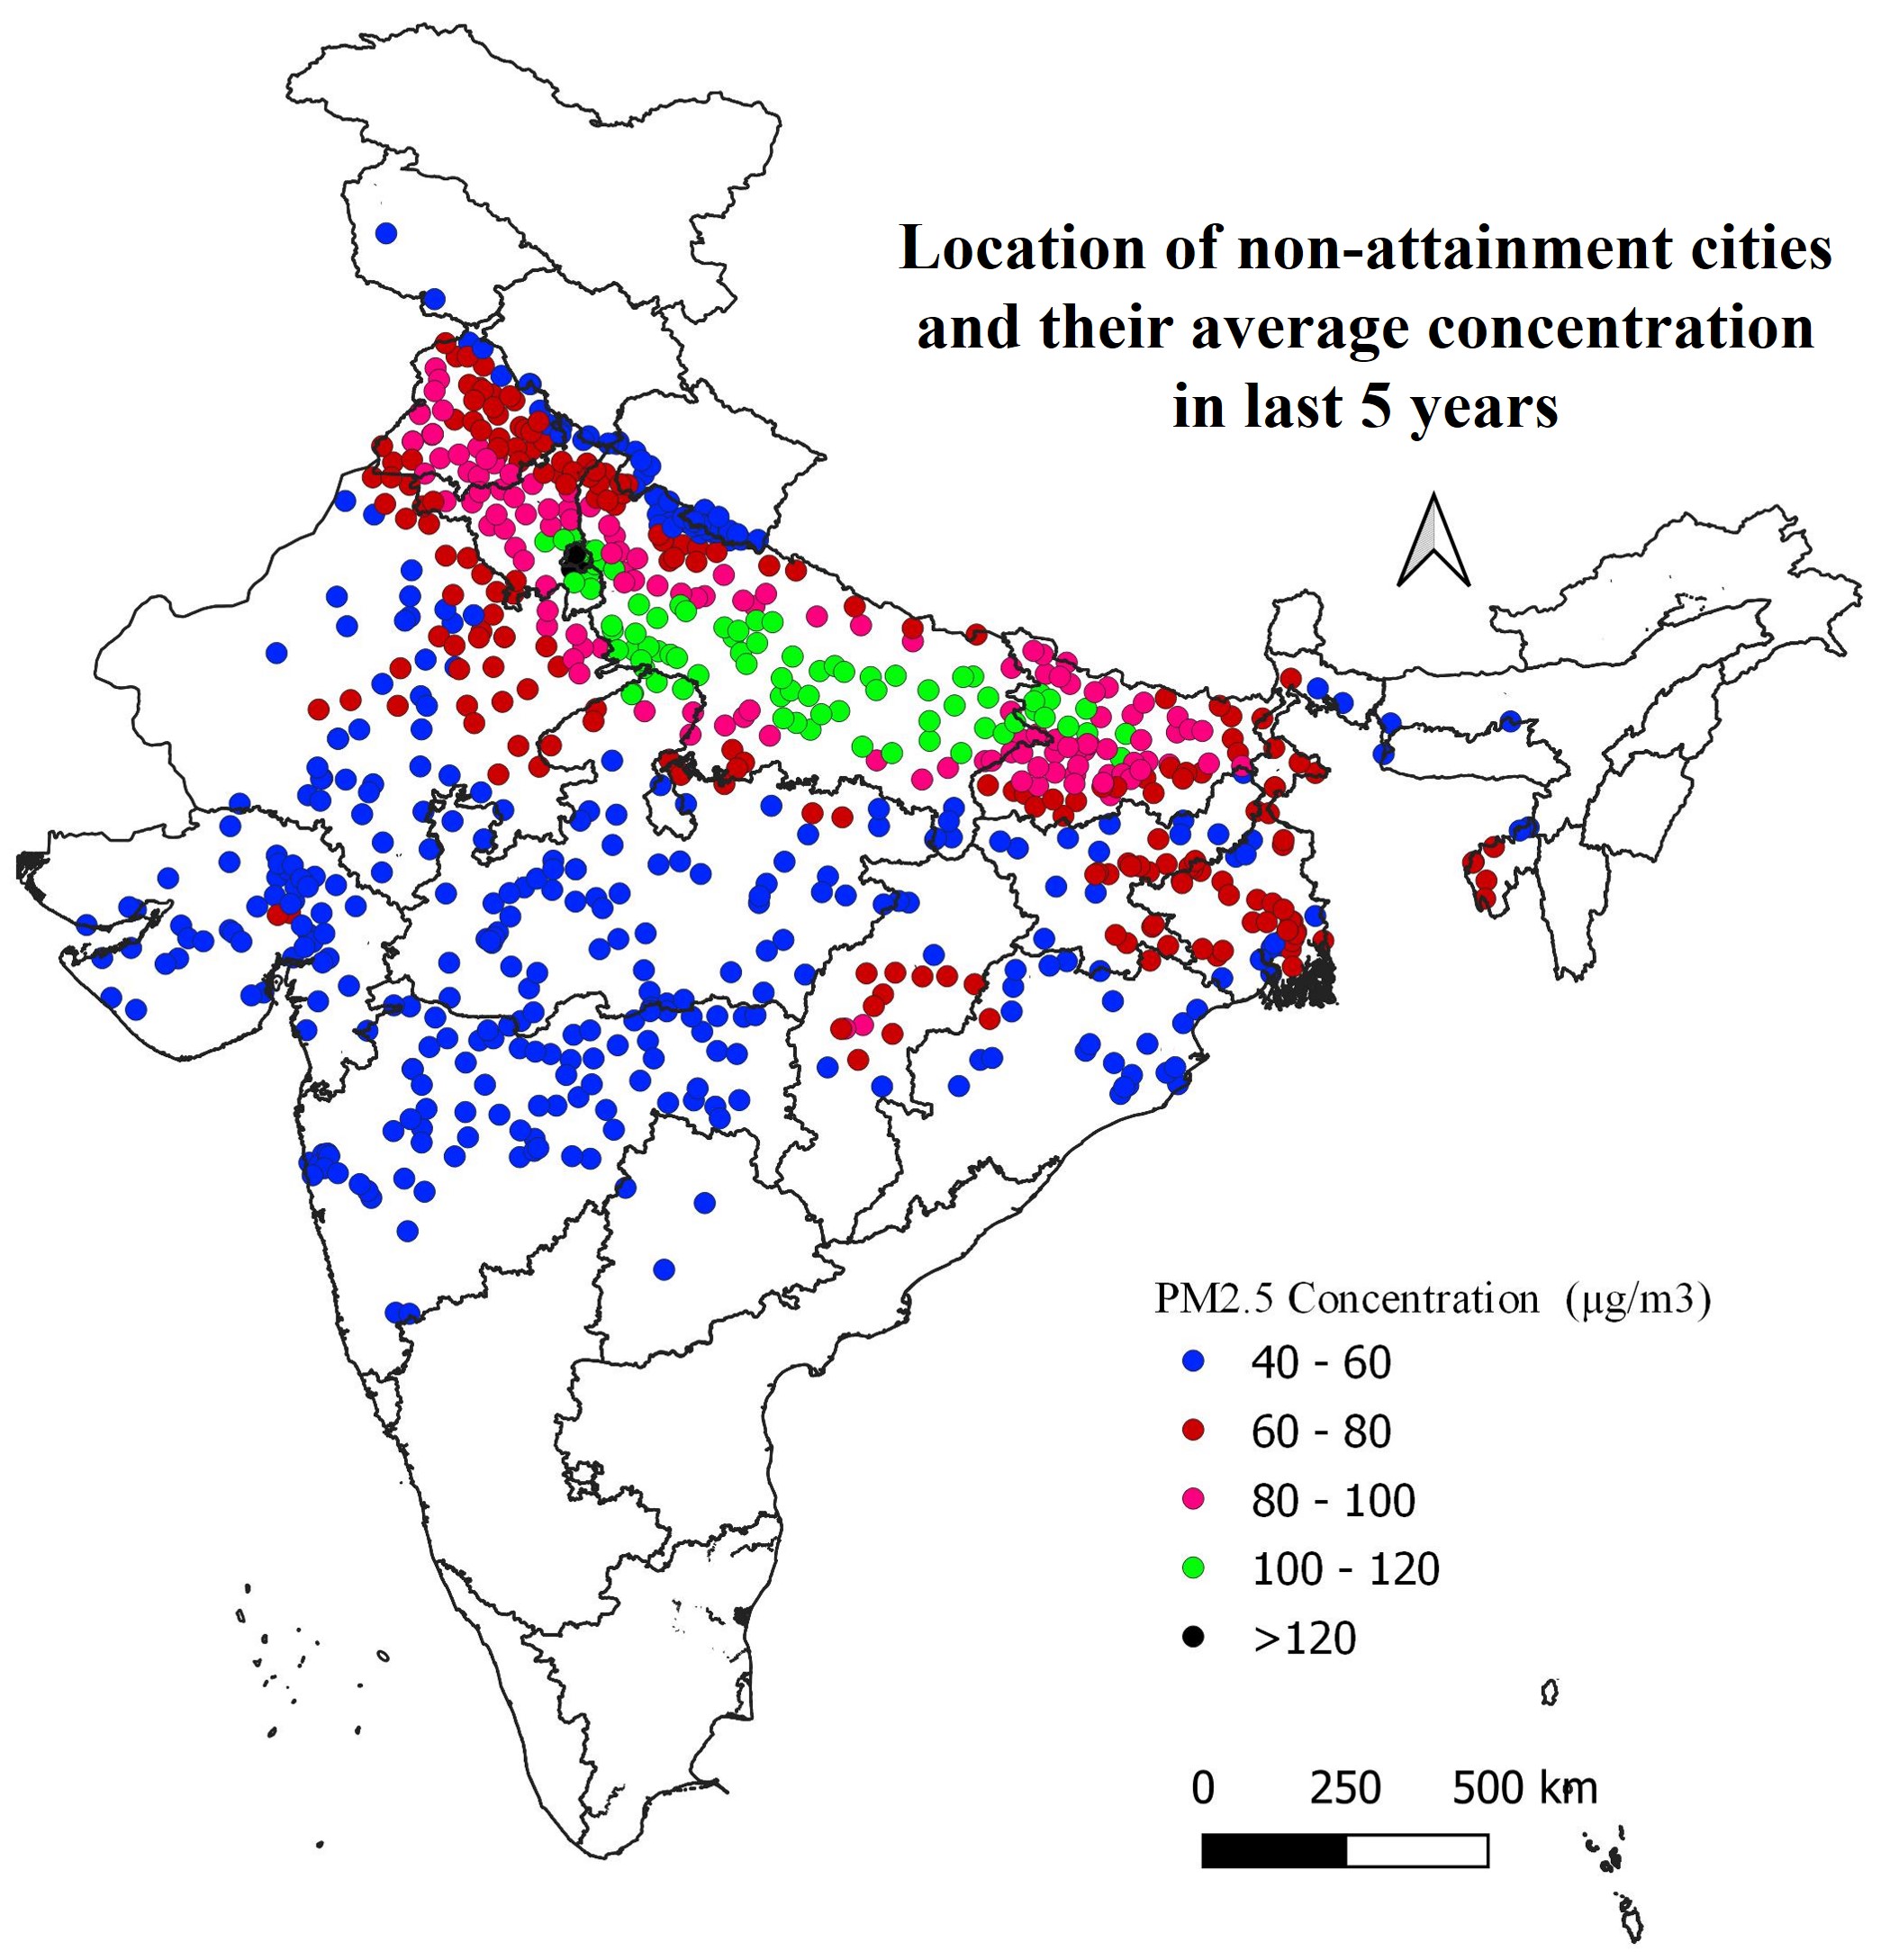 Location of non-attainment cities
and their average concentration
in last 5 years
PM2.5 Concentration (μg/m3)
40 - 60
60 - 80
80 - 100
100 - 120
>120
0 250 500 km